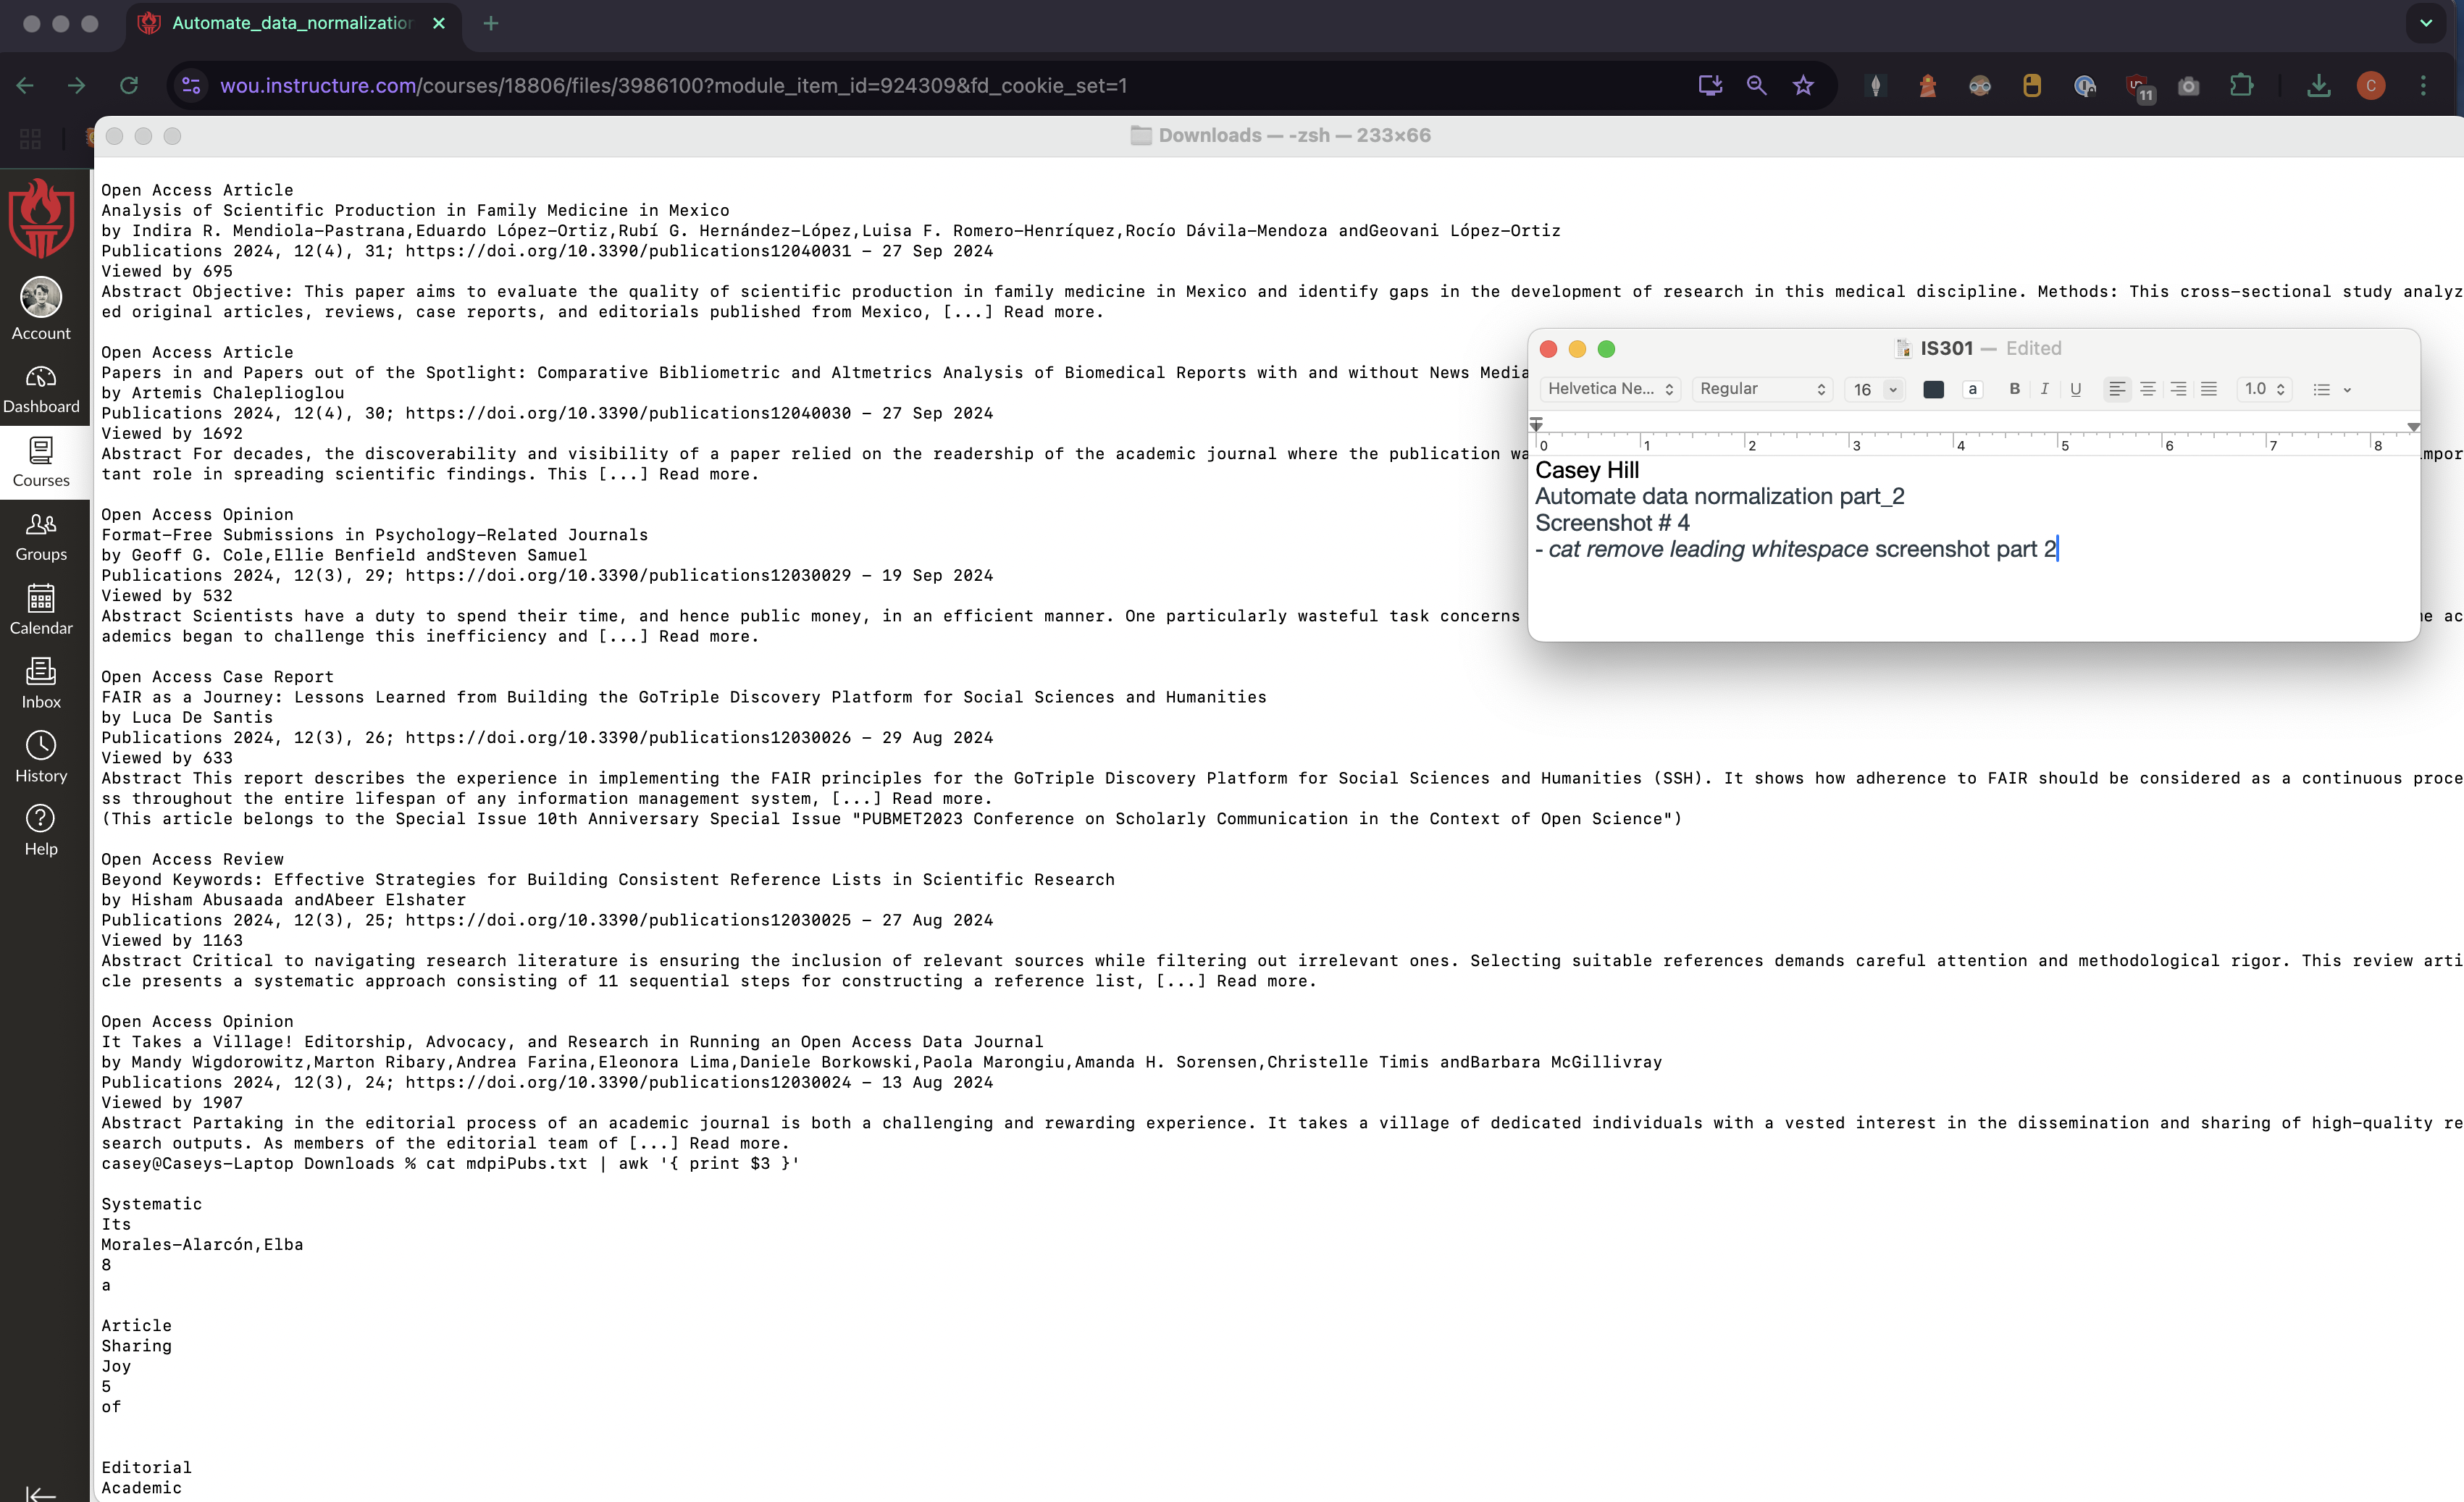 Automate_data_normalization
wou.instructure.com/courses/18806/files/3986100?module_item_id=924309&fd_cookie_set=1
11
C
Downloads — -zsh — 233×66
Account
Dashboard
Courses
Groups
Calendar
Inbox
History
Help
Open Access Article
Analysis of Scientific Production in Family Medicine in Mexico
by Indira R. Mendiola-Pastrana,Eduardo López-Ortiz,Rubí G. Hernández-López,Luisa F. Romero-Henríquez,Rocío Dávila-Mendoza andGeovani López-Ortiz
Publications 2024, 12(4), 31; https://doi.org/10.3390/publications12040031 – 27 Sep 2024
Viewed by 695
Abstract Objective: This paper aims to evaluate the quality of scientific production in family medicine in Mexico and identify gaps in the development of research in this medical discipline. Methods: This cross-sectional study analyz
ed original articles, reviews, case reports, and editorials published from Mexico, [...] Read more.
Open Access Article
Papers in and Papers out of the Spotlight: Comparative Bibliometric and Altmetrics Analysis of Biomedical Reports with and without News Media
by Artemis Chaleplioglou
Publications 2024, 12(4), 30; https://doi.org/10.3390/publications12040030 – 27 Sep 2024
Viewed by 1692
Abstract For decades, the discoverability and visibility of a paper relied on the readership of the academic journal where the publication wa
mpor
tant role in spreading scientific findings. This [...] Read more.
Open Access Opinion
Format-Free Submissions in Psychology-Related Journals
by Geoff G. Cole,Ellie Benfield andSteven Samuel
Publications 2024, 12(3), 29; https://doi.org/10.3390/publications12030029 – 19 Sep 2024
Viewed by 532
Abstract Scientists have a duty to spend their time, and hence public money, in an efficient manner. One particularly wasteful task concerns
e ac
ademics began to challenge this inefficiency and [...] Read more.
Open Access Case Report
FAIR as a Journey: Lessons Learned from Building the GoTriple Discovery Platform for Social Sciences and Humanities
by Luca De Santis
Publications 2024, 12(3), 26; https://doi.org/10.3390/publications12030026 – 29 Aug 2024
Viewed by 633
Abstract This report describes the experience in implementing the FAIR principles for the GoTriple Discovery Platform for Social Sciences and Humanities (SSH). It shows how adherence to FAIR should be considered as a continuous proce
ss throughout the entire lifespan of any information management system, [...] Read more.
(This article belongs to the Special Issue 10th Anniversary Special Issue "PUBMET2023 Conference on Scholarly Communication in the Context of Open Science")
Open Access Review
Beyond Keywords: Effective Strategies for Building Consistent Reference Lists in Scientific Research
by Hisham Abusaada andAbeer Elshater
Publications 2024, 12(3), 25; https://doi.org/10.3390/publications12030025 – 27 Aug 2024
Viewed by 1163
Abstract Critical to navigating research literature is ensuring the inclusion of relevant sources while filtering out irrelevant ones. Selecting suitable references demands careful attention and methodological rigor. This review arti
cle presents a systematic approach consisting of 11 sequential steps for constructing a reference list, [...] Read more.
Open Access Opinion
It Takes a Village! Editorship, Advocacy, and Research in Running an Open Access Data Journal
by Mandy Wigdorowitz,Marton Ribary,Andrea Farina,Eleonora Lima,Daniele Borkowski,Paola Marongiu,Amanda H. Sorensen,Christelle Timis andBarbara McGillivray
Publications 2024, 12(3), 24; https://doi.org/10.3390/publications12030024 – 13 Aug 2024
Viewed by 1907
Abstract Partaking in the editorial process of an academic journal is both a challenging and rewarding experience. It takes a village of dedicated individuals with a vested interest in the dissemination and sharing of high-quality re
search outputs. As members of the editorial team of [...] Read more.
casey@Caseys-Laptop Downloads % cat mdpiPubs.txt | awk '{ print $3 }'
Systematic
Its
Morales-Alarcón,Elba
8
a
Article
Sharing
Joy
5
of
Editorial
Academic
IS301 — Edited
Helvetica Ne... Regular 16 a B I U 1.0
0 1 2 3 4 5 6 7 8
Casey Hill
Automate data normalization part_2
Screenshot # 4
- cat remove leading whitespace screenshot part 2